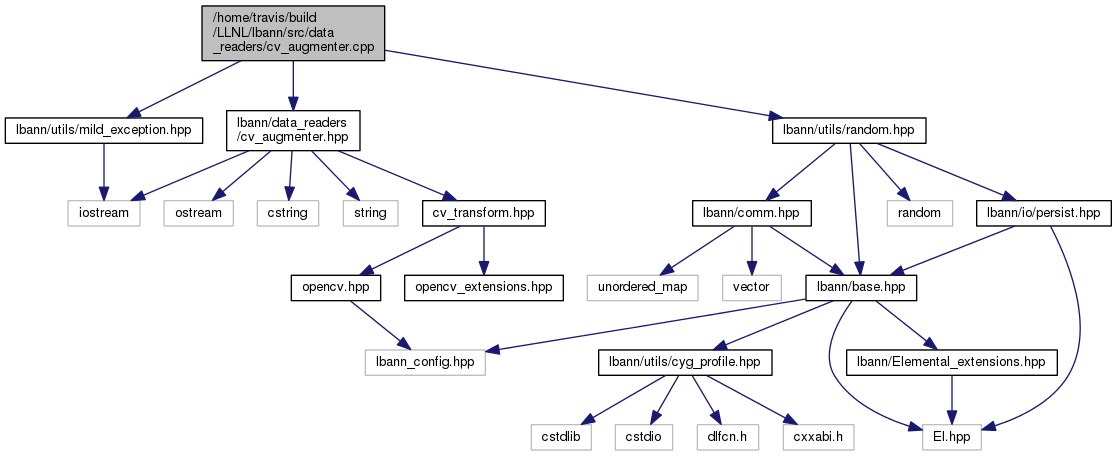 /home/travis/build
/LLNL/lbann/src/data
_readers/cv_augmenter.cpp
lbann/utils/mild_exception.hpp
lbann/data_readers
/cv_augmenter.hpp
lbann/utils/random.hpp
iostream
ostream
cstring
string
cv_transform.hpp
lbann/comm.hpp
random
lbann/io/persist.hpp
opencv.hpp
opencv_extensions.hpp
unordered_map
vector
lbann/base.hpp
lbann_config.hpp
lbann/utils/cyg_profile.hpp
lbann/Elemental_extensions.hpp
cstdlib
cstdio
dlfcn.h
cxxabi.h
El.hpp